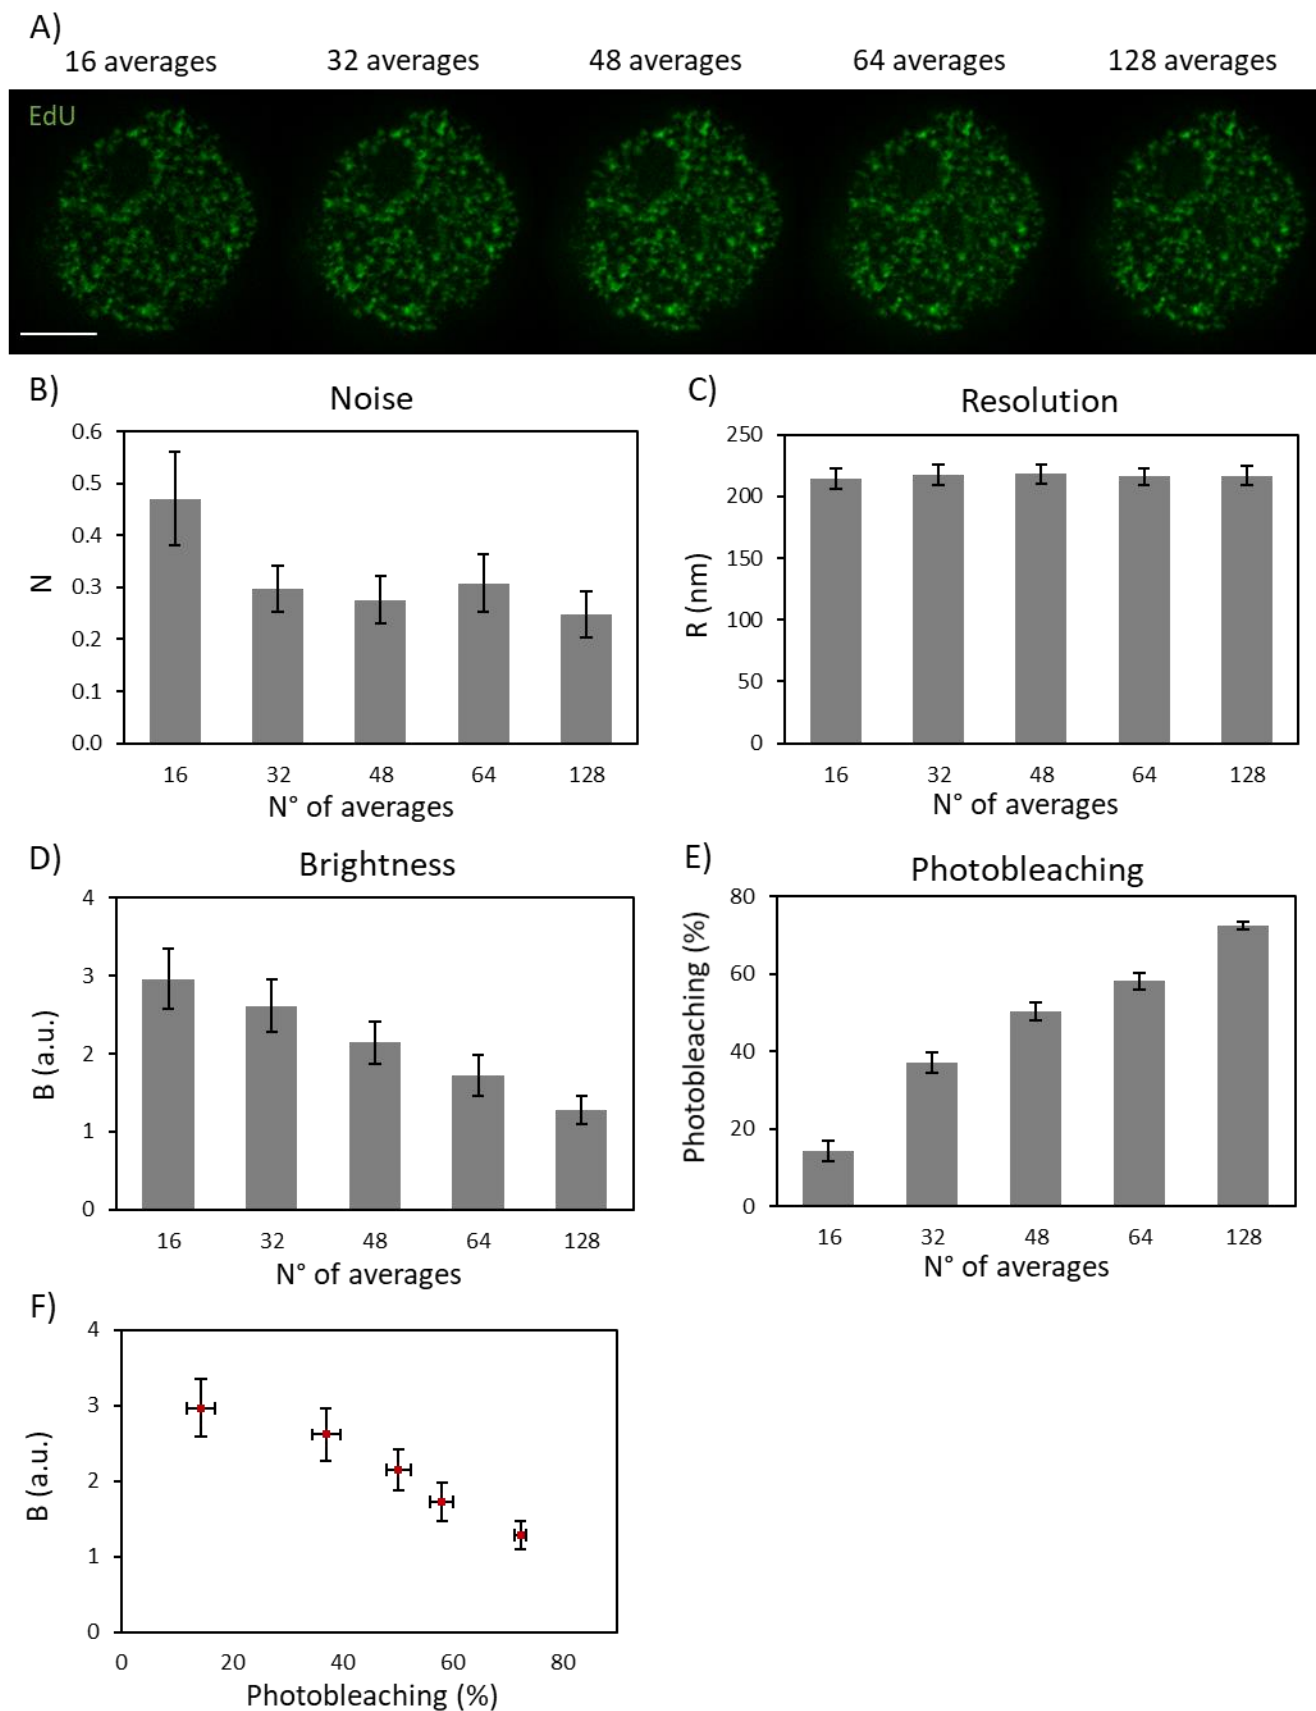 A)
16 averages 32 averages 48 averages 64 averages 128 averages
EdU
B)
Noise
0.6
0.5
0.4
0.3
0.2
0.1
0.0
N
16 32 48 64 128
N° of averages
C)
Resolution
250
200
150
100
50
0
R (nm)
16 32 48 64 128
N° of averages
D)
Brightness
4
3
2
1
0
B (a.u.)
16 32 48 64 128
N° of averages
E)
Photobleaching
80
60
40
20
0
Photobleaching (%)
16 32 48 64 128
N° of averages
F)
4
3
2
1
0
B (a.u.)
0 20 40 60 80
Photobleaching (%)